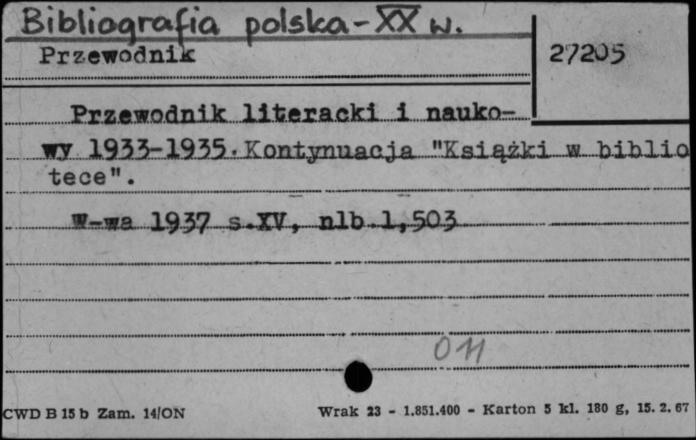 Bibliografia polska - XX w.
Przewodnik
27205
Przewodnik literacki i nauko-
wy 1933-1935. Kontynuacja "Książki w biblio
tece".
W-wa 1937 s.XV, nlb.1,503
011
CWD B 15 b Zam. 14/ON
Wrak 23 - 1.851.400 - Karton 5 kl. 180 g, 15. 2. 67